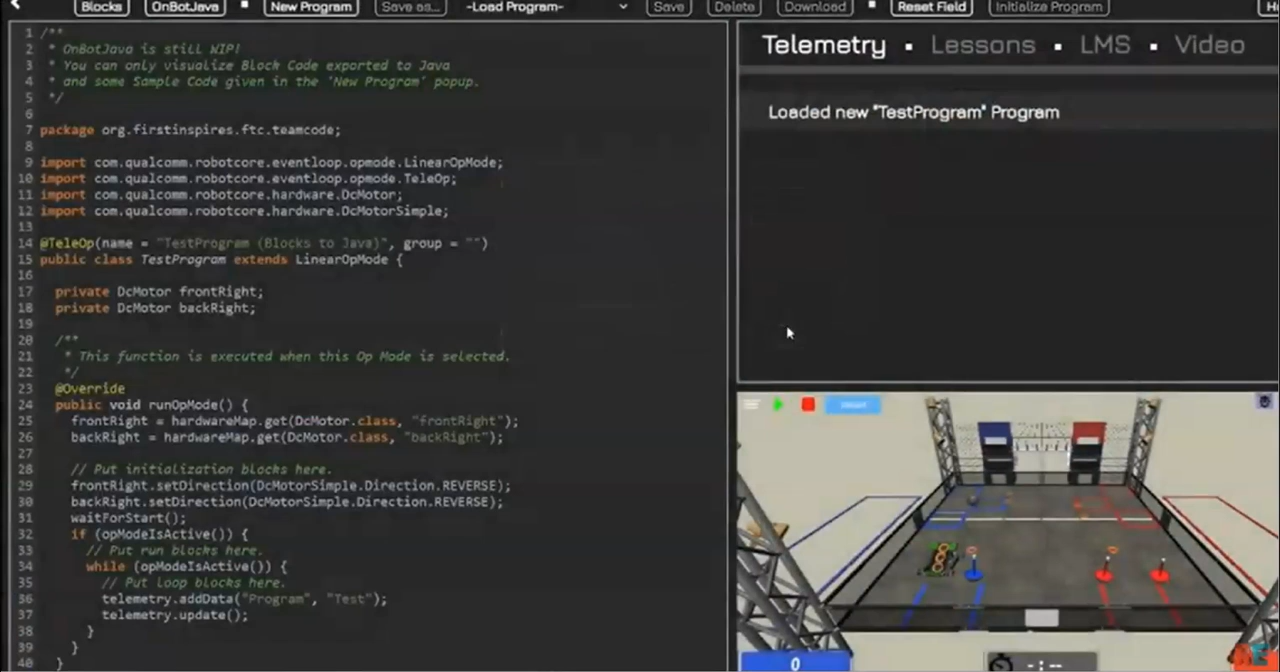 Blocks OnBotJava New Program Save as... -Load Program- Save Delete Download Reset Field Initialize Program
Telemetry Lessons LMS Video
Loaded new "TestProgram" Program
1 /**
2 * OnBotJava is still WIP!
3 * You can only visualize Block Code exported to Java
4 * and some Sample Code given in the 'New Program' popup.
5 */
6
7 package org.firstinspires.ftc.teamcode;
8
9 import com.qualcomm.robotcore.eventloop.opmode.LinearOpMode;
10 import com.qualcomm.robotcore.eventloop.opmode.TeleOp;
11 import com.qualcomm.robotcore.hardware.DcMotor;
12 import com.qualcomm.robotcore.hardware.DcMotorSimple;
13
14 @TeleOp(name = "TestProgram (Blocks to Java)", group = "")
15 public class TestProgram extends LinearOpMode {
16
17 private DcMotor frontRight;
18 private DcMotor backRight;
19
20 /**
21 * This function is executed when this Op Mode is selected.
22 */
23 @Override
24 public void runOpMode() {
25 frontRight = hardwareMap.get(DcMotor.class, "frontRight");
26 backRight = hardwareMap.get(DcMotor.class, "backRight");
27
28 // Put initialization blocks here.
29 frontRight.setDirection(DcMotorSimple.Direction.REVERSE);
30 backRight.setDirection(DcMotorSimple.Direction.REVERSE);
31 waitForStart();
32 if (opModeIsActive()) {
33 // Put run blocks here.
34 while (opModeIsActive()) {
35 // Put loop blocks here.
36 telemetry.addData("Program", "Test");
37 telemetry.update();
38 }
39 }
40 }
0 -:--